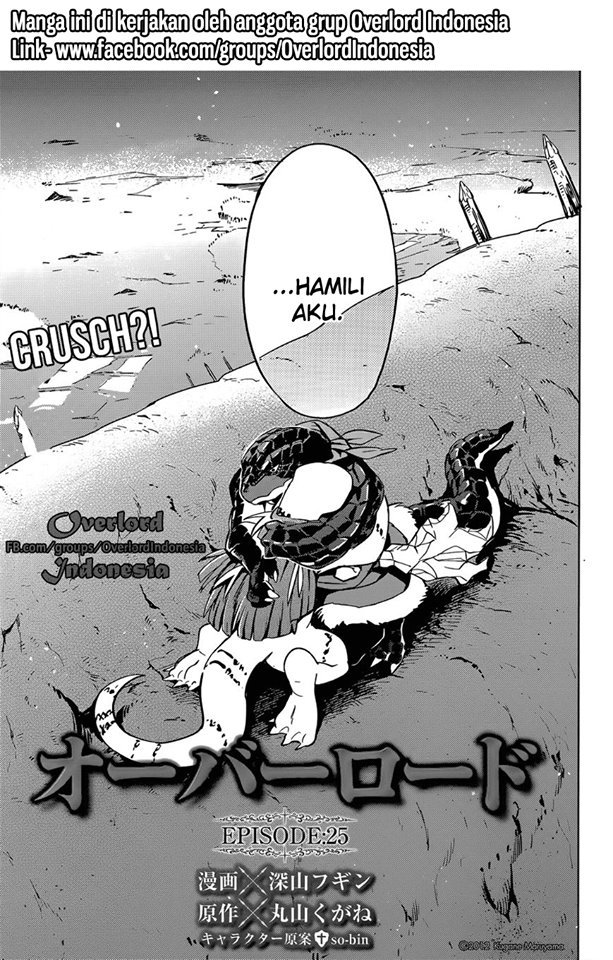 Manga ini di kerjakan oleh anggota grup Overlord Indonesia
Link- www.facebook.com/groups/OverlordIndonesia
...HAMILI
AKU.
CRUSCH?!
Overlord
FB.com/groups/OverlordIndonesia
Indonesia
オーバーロード
EPISODE:25
漫画×深山フギン
原作×丸山くがね
キャラクター原案 so-bin
©2012 Kugane Maruyama